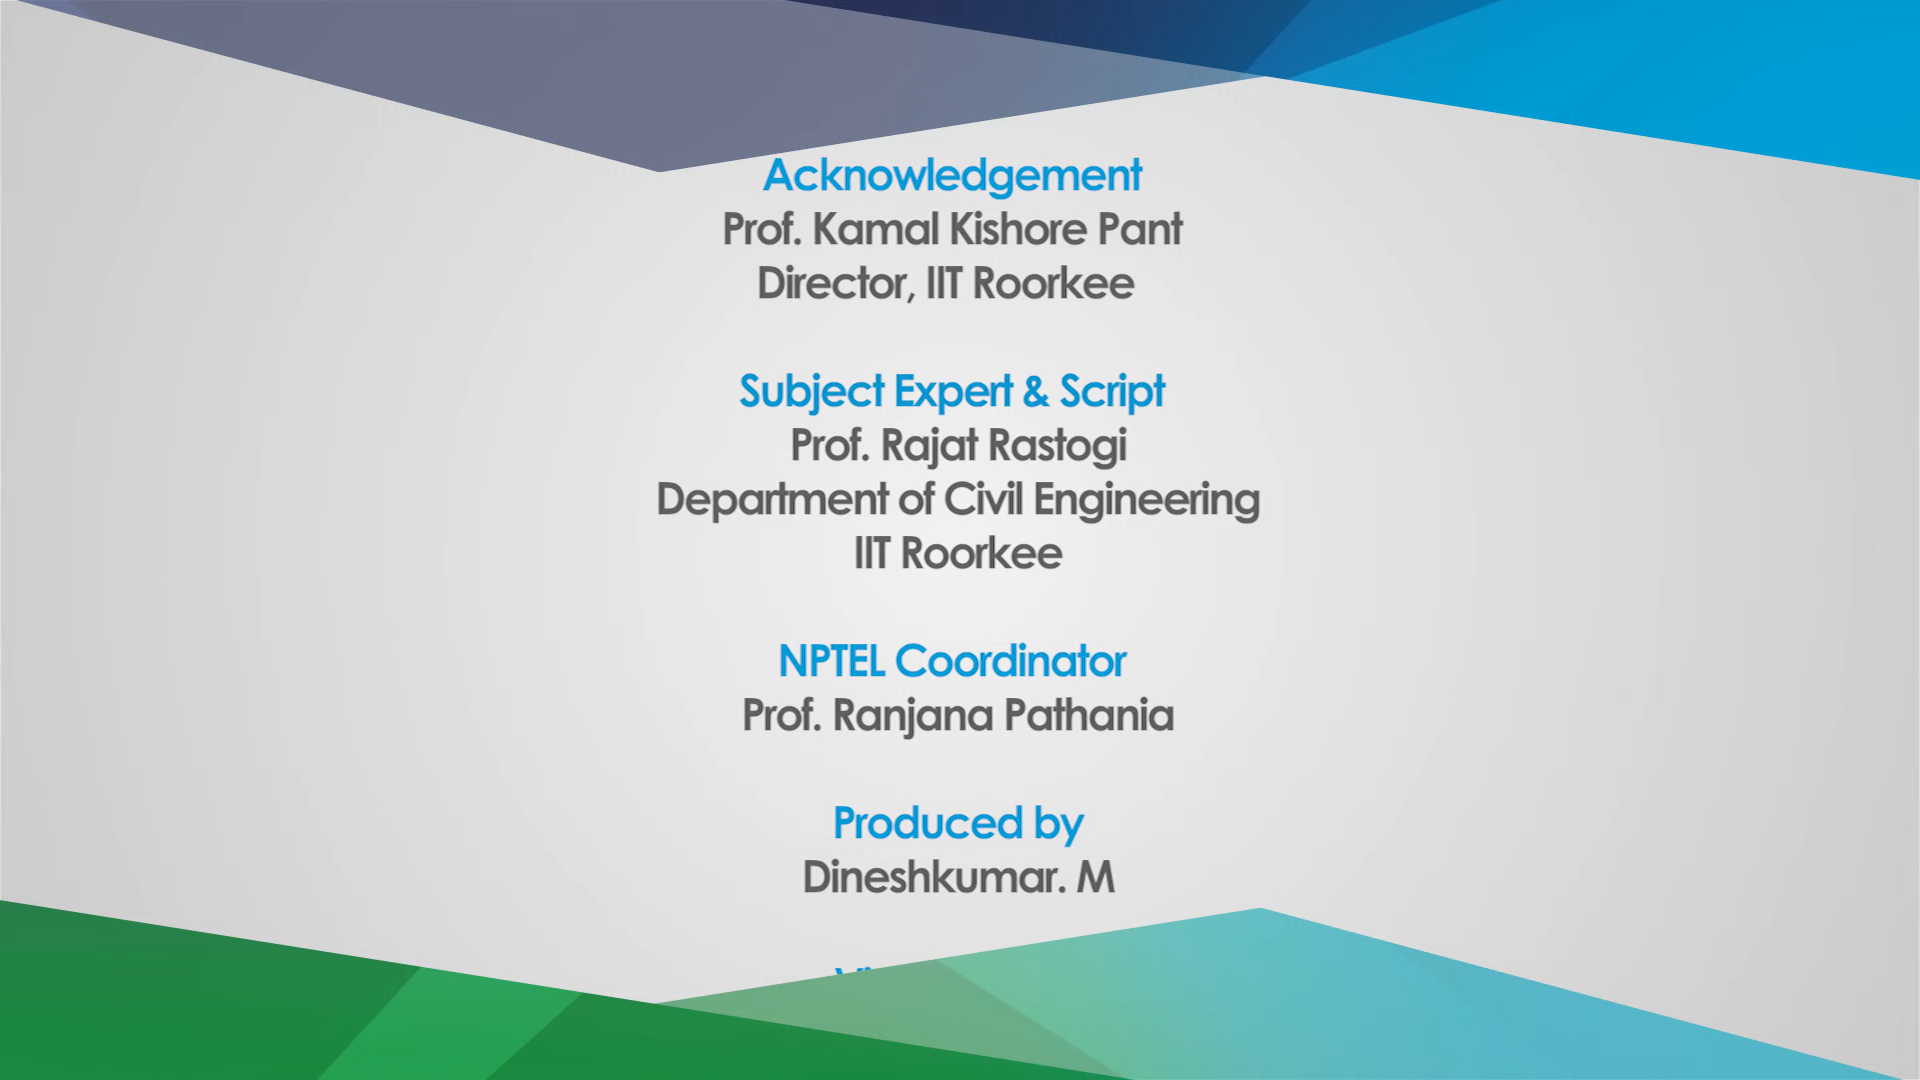 Acknowledgement
Prof. Kamal Kishore Pant
Director, IIT Roorkee
Subject Expert & Script
Prof. Rajat Rastogi
Department of Civil Engineering
IIT Roorkee
NPTEL Coordinator
Prof. Ranjana Pathania
Produced by
Dineshkumar. M